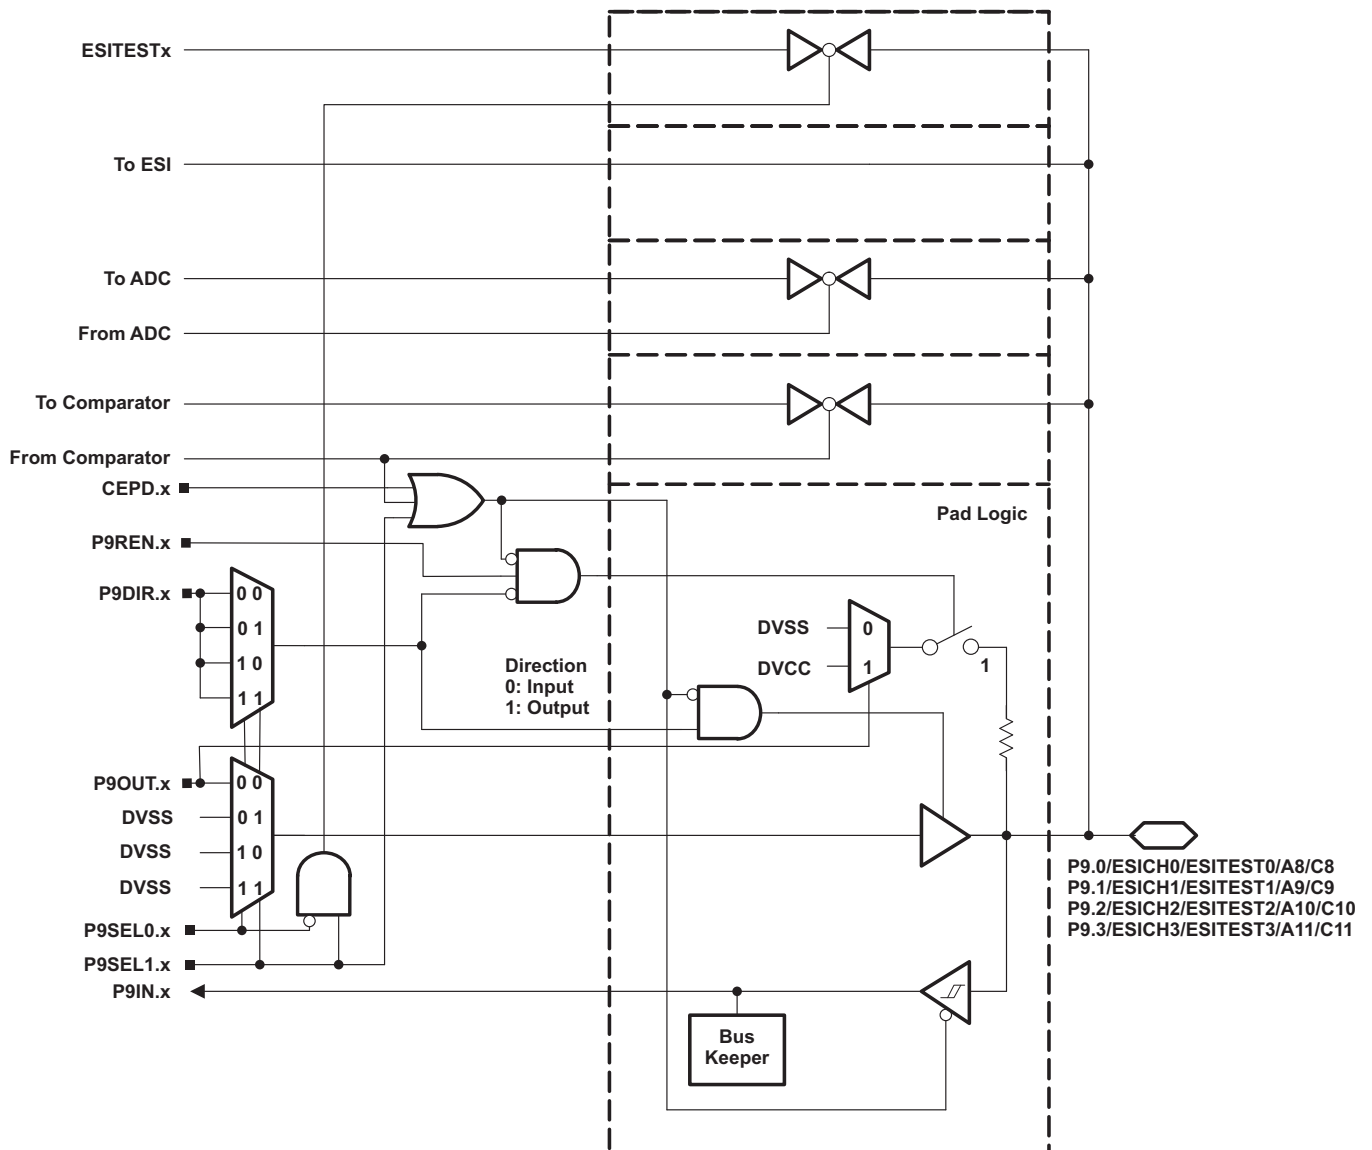 ESITESTx
To ESI
To ADC
From ADC
To Comparator
From Comparator
CEPD.x
Pad Logic
P9REN.x
P9DIR.x
0 0
0 1
1 0
1 1
Direction
0: Input
1: Output
DVSS
0
DVCC
1
1
P9OUT.x
0 0
DVSS
0 1
DVSS
1 0
DVSS
1 1
P9.0/ESICH0/ESITEST0/A8/C8
P9.1/ESICH1/ESITEST1/A9/C9
P9.2/ESICH2/ESITEST2/A10/C10
P9.3/ESICH3/ESITEST3/A11/C11
P9SEL0.x
P9SEL1.x
P9IN.x
Bus
Keeper